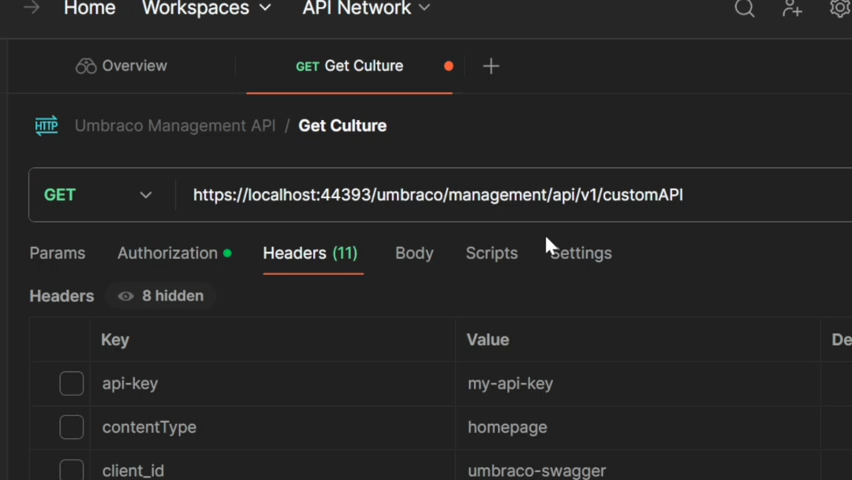 Home Workspaces API Network
Overview GET Get Culture
HTTP Umbraco Management API / Get Culture
GET https://localhost:44393/umbraco/management/api/v1/customAPI
Params Authorization Headers (11) Body Scripts Settings
Headers 8 hidden
Key Value De
api-key my-api-key
contentType homepage
client_id umbraco-swagger